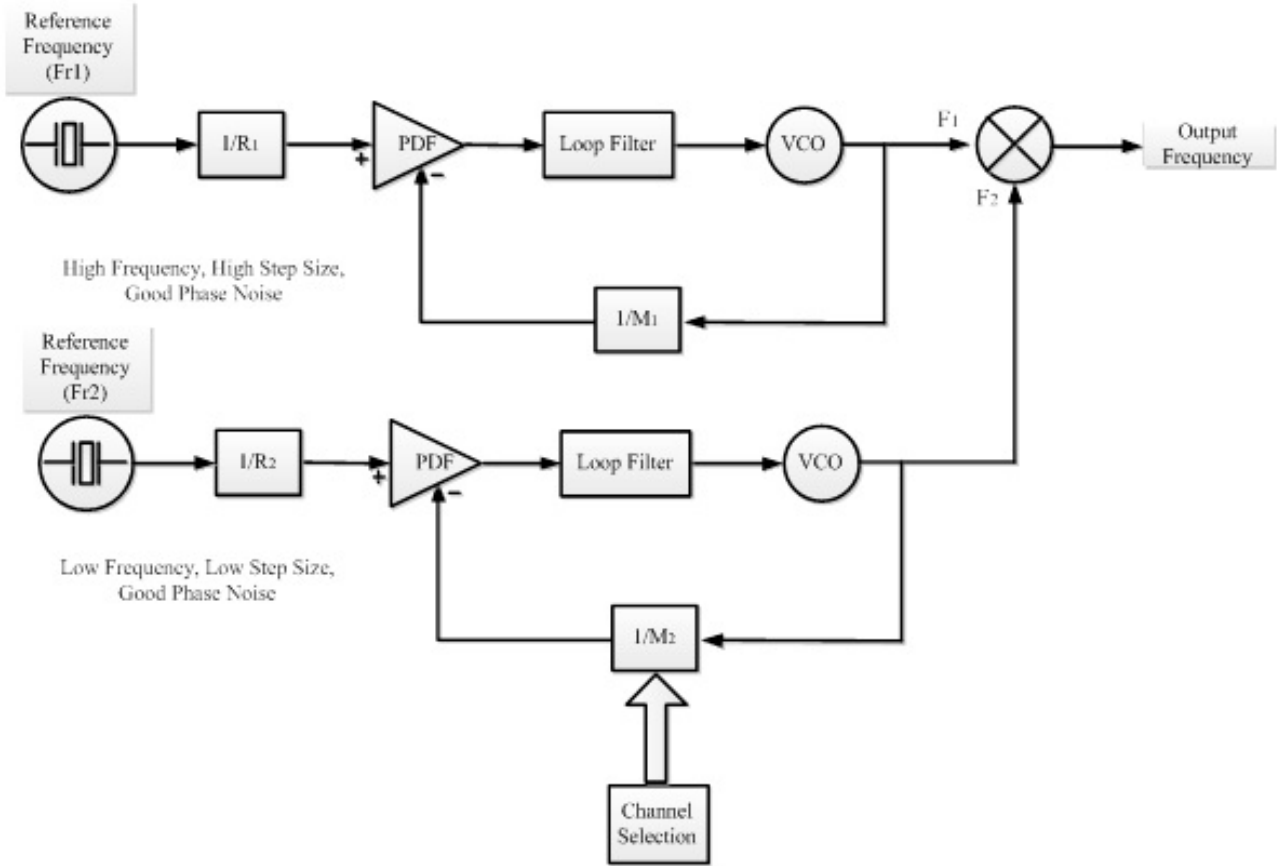 Reference
Frequency
(Fr1)
I/R1
+
PDF
−
Loop Filter
VCO
F1
F2
Output
Frequency
High Frequency, High Step Size,
Good Phase Noise
1/M1
Reference
Frequency
(Fr2)
I/R2
+
PDF
−
Loop Filter
VCO
Low Frequency, Low Step Size,
Good Phase Noise
1/M2
Channel
Selection